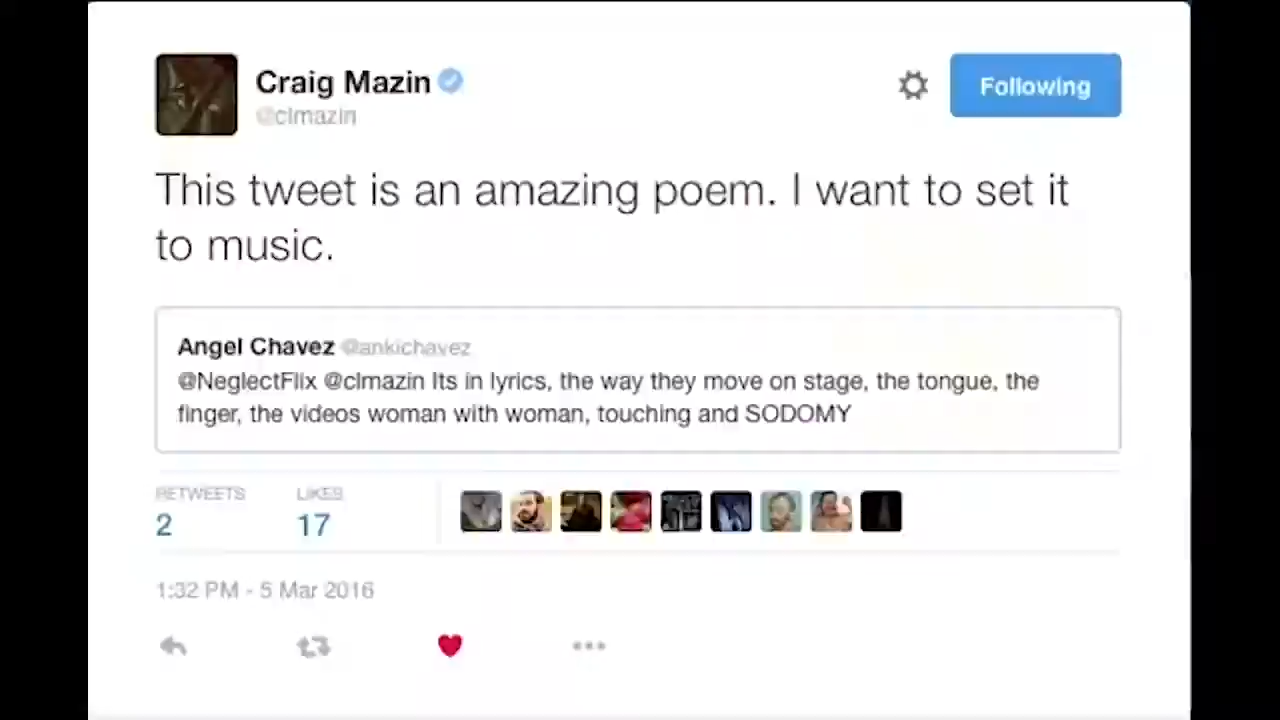 Craig Mazin
@clmazin
Following
This tweet is an amazing poem. I want to set it
to music.
Angel Chavez @ankichavez
@NeglectFlix @clmazin Its in lyrics, the way they move on stage, the tongue, the
finger, the videos woman with woman, touching and SODOMY
RETWEETS LIKES
2 17
1:32 PM - 5 Mar 2016